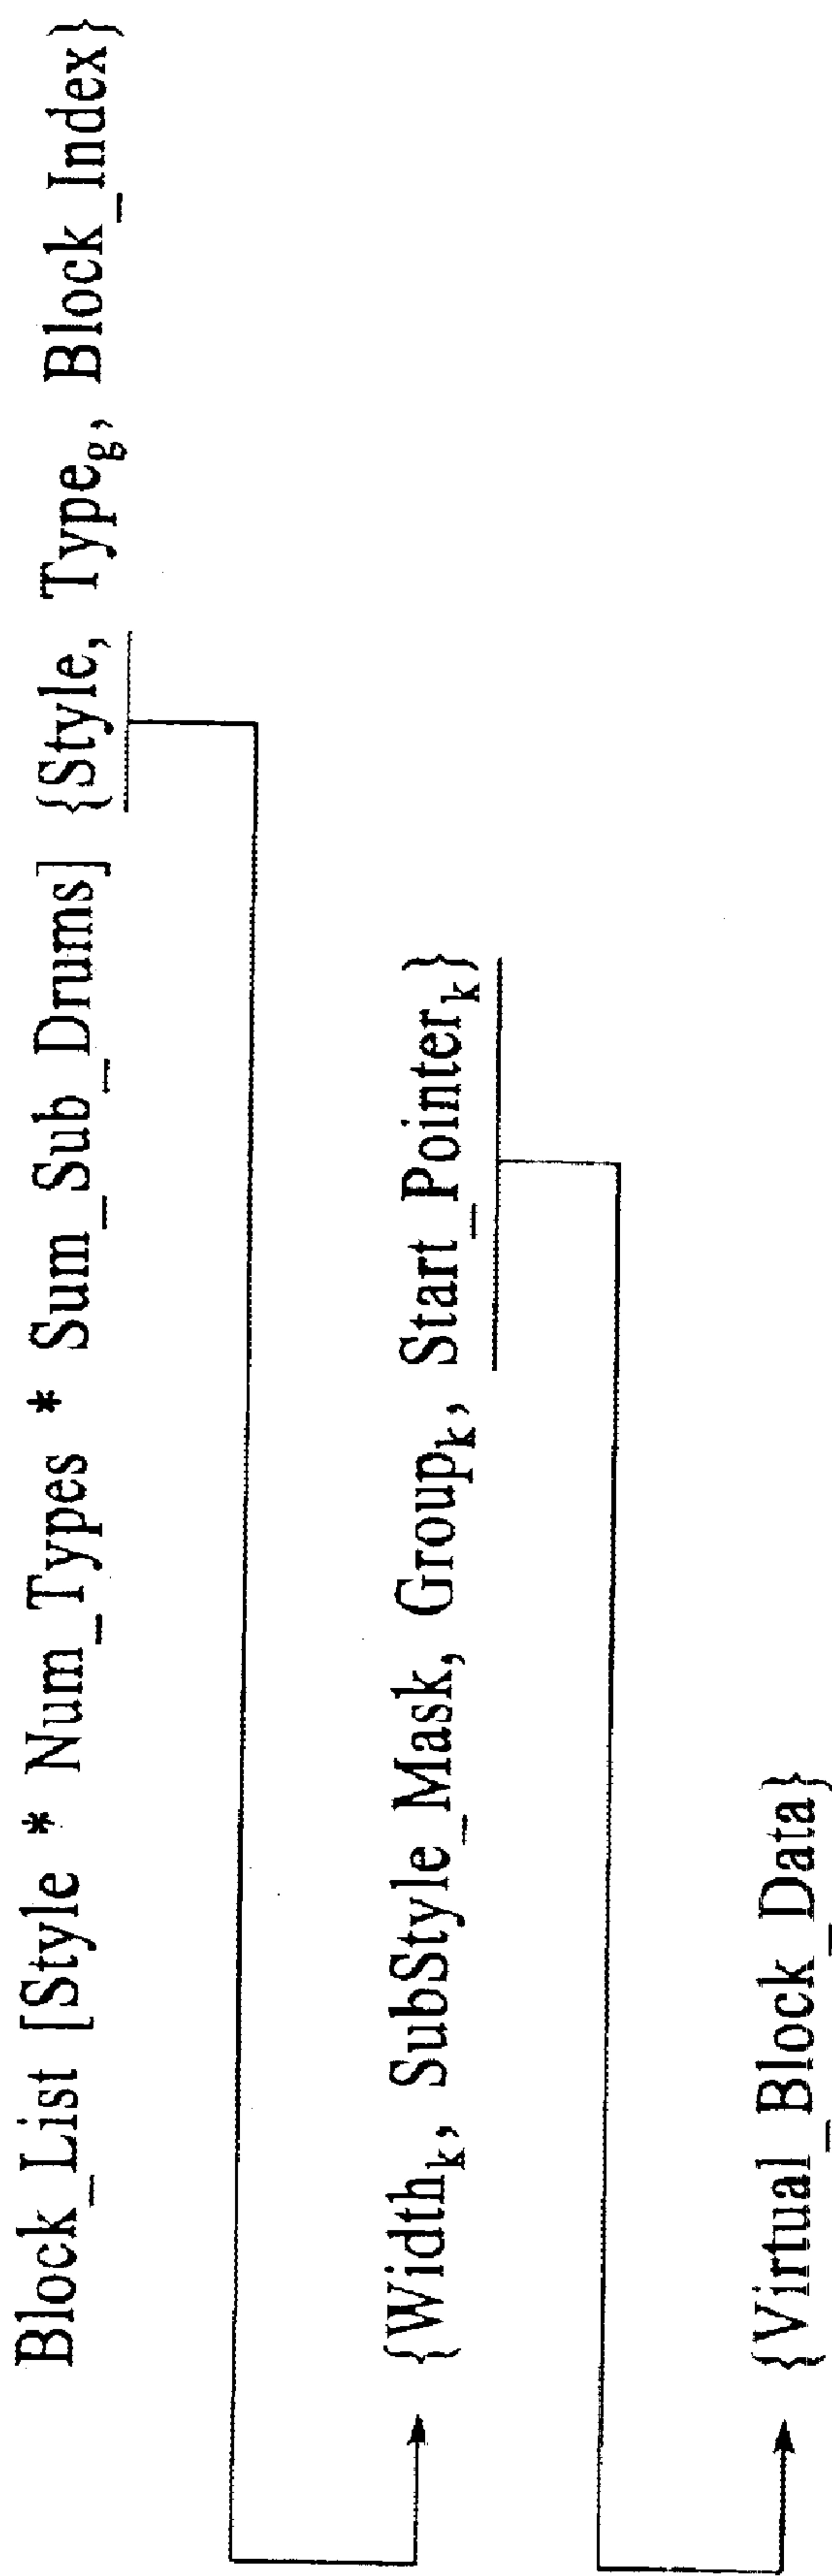 Block_List [Style * Num_Types * Sum_Sub_Drums] {Style, Type_g, Block_Index}
{Width_k, SubStyle_Mask, Group_k, Start_Pointer_k}
{Virtual_Block_Data}